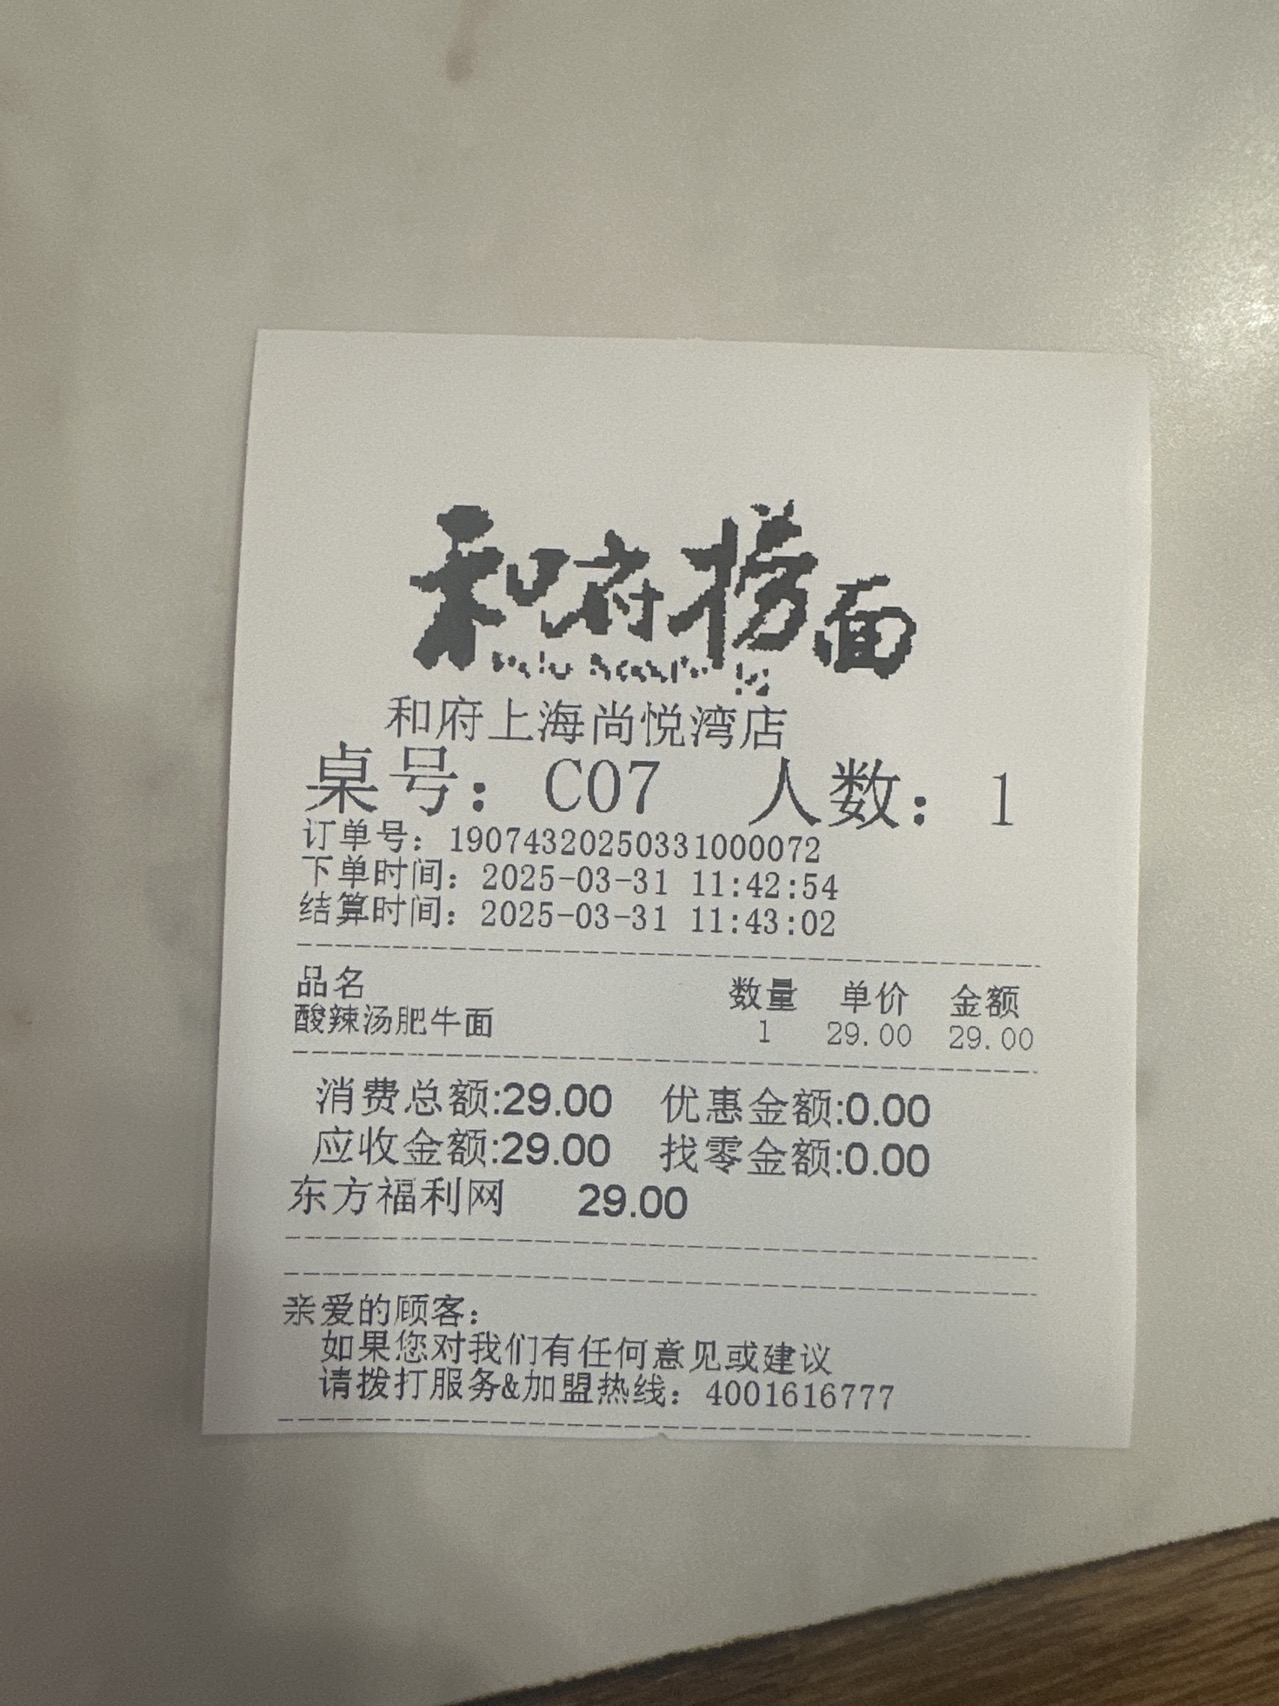 和府捞面
和府上海尚悦湾店
桌号：C07 人数：1
订单号：19074320250331000072
下单时间：2025-03-31 11:42:54
结算时间：2025-03-31 11:43:02
品名 数量 单价 金额
酸辣汤肥牛面 1 29.00 29.00
消费总额:29.00 优惠金额:0.00
应收金额:29.00 找零金额:0.00
东方福利网 29.00
亲爱的顾客：
如果您对我们有任何意见或建议
请拨打服务&加盟热线：4001616777